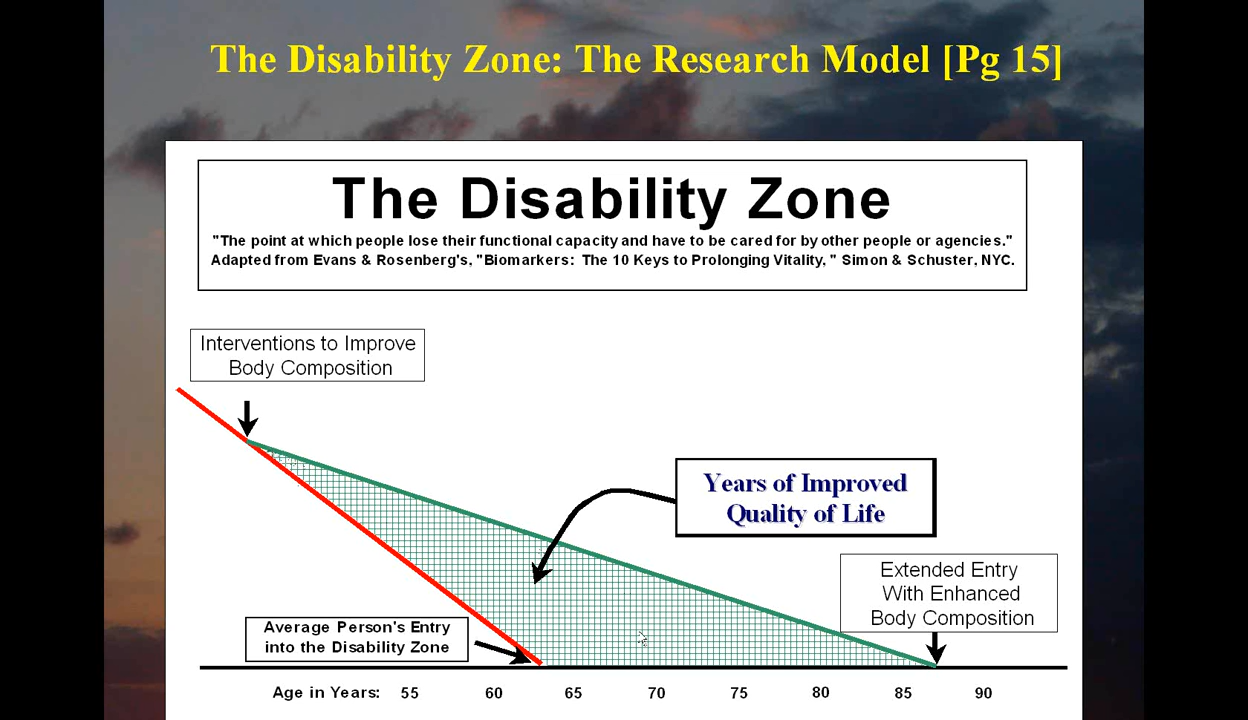 The Disability Zone: The Research Model [Pg 15]
The Disability Zone
"The point at which people lose their functional capacity and have to be cared for by other people or agencies."
Adapted from Evans & Rosenberg's, "Biomarkers: The 10 Keys to Prolonging Vitality, " Simon & Schuster, NYC.
Interventions to Improve
Body Composition
Years of Improved
Quality of Life
Extended Entry
With Enhanced
Body Composition
Average Person's Entry
into the Disability Zone
Age in Years: 55 60 65 70 75 80 85 90